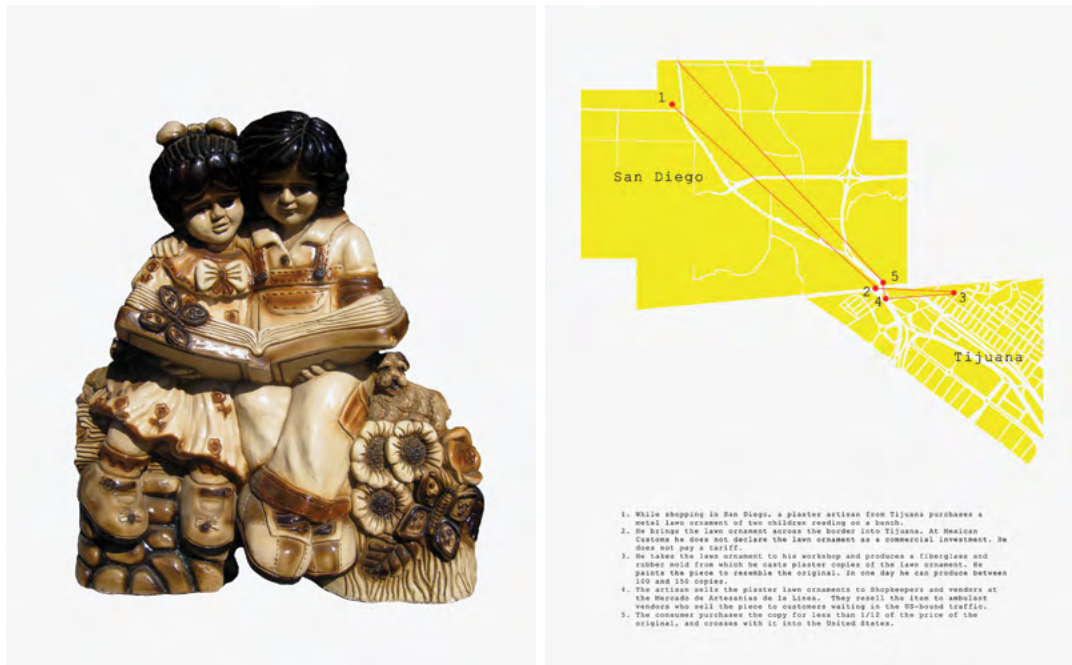 1
San Diego
5
2
4
3
Tijuana
1. While shopping in San Diego, a plaster artisan from Tijuana purchases a
metal lawn ornament of two children reading on a bench.
2. He brings the lawn ornament across the border into Tijuana. At Mexican
Customs he does not declare the lawn ornament as a commercial investment. He
does not pay a tariff.
3. He takes the lawn ornament to his workshop and produces a fiberglass and
rubber mold from which he casts plaster copies of the lawn ornament. He
paints the piece to resemble the original. In one day he can produce between
100 and 150 copies.
4. The artisan sells the plaster lawn ornaments to Shopkeepers and vendors at
the Mercado de Artesanias de la Linea. They resell the item to ambulant
vendors who sell the piece to customers waiting in the US-bound traffic.
5. The consumer purchases the copy for less than 1/12 of the price of the
original, and crosses with it into the United States.